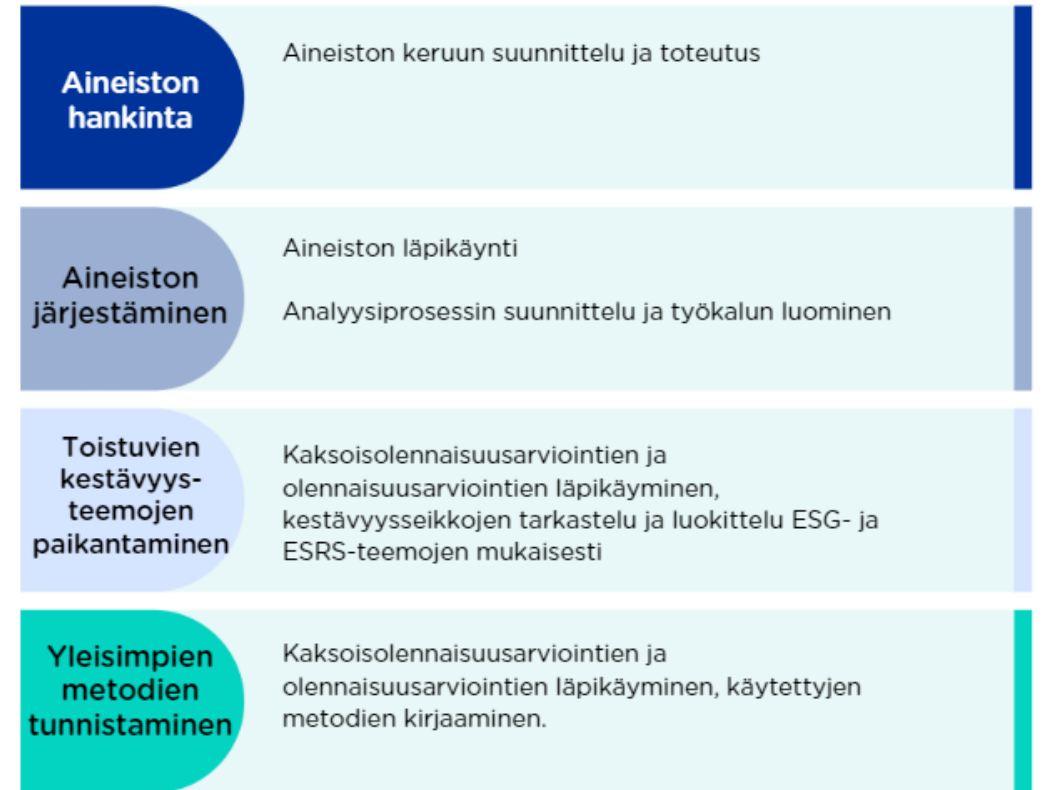 Aineiston
hankinta
Aineiston keruun suunnittelu ja toteutus
Aineiston
järjestäminen
Aineiston läpikäynti
Analyysiprosessin suunnittelu ja työkalun luominen
Toistuvien
kestävyys-
teemojen
paikantaminen
Kaksoisolennaisuusarviointien ja
olennaisuusarviointien läpikäyminen,
kestävyysseikkojen tarkastelu ja luokittelu ESG- ja
ESRS-teemojen mukaisesti
Yleisimpien
metodien
tunnistaminen
Kaksoisolennaisuusarviointien ja
olennaisuusarviointien läpikäyminen, käytettyjen
metodien kirjaaminen.